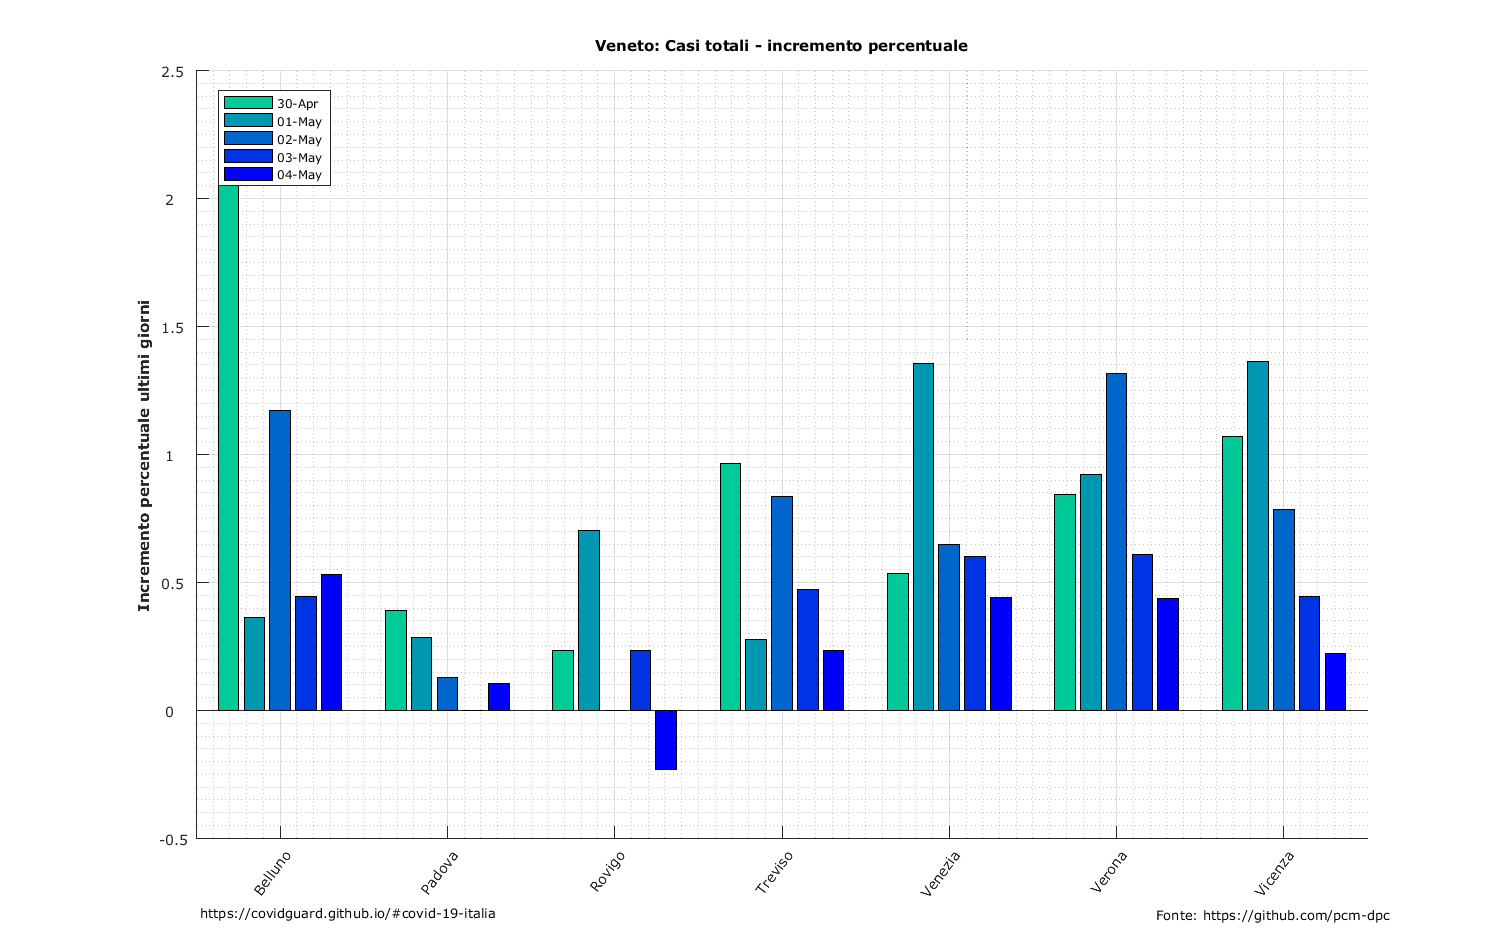 Veneto: Casi totali - incremento percentuale
Incremento percentuale ultimi giorni
2.5
2
1.5
1
0.5
0
-0.5
30-Apr
01-May
02-May
03-May
04-May
Belluno
Padova
Rovigo
Treviso
Venezia
Verona
Vicenza
https://covidguard.github.io/#covid-19-italia
Fonte: https://github.com/pcm-dpc